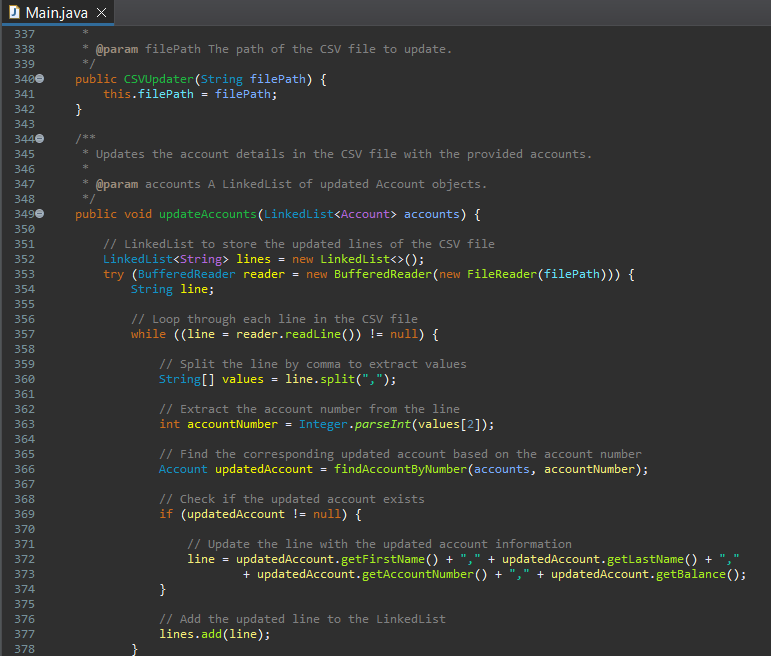 Main.java
337 *
338 * @param filePath The path of the CSV file to update.
339 */
340 public CSVUpdater(String filePath) {
341 this.filePath = filePath;
342 }
343
344 /**
345 * Updates the account details in the CSV file with the provided accounts.
346 *
347 * @param accounts A LinkedList of updated Account objects.
348 */
349 public void updateAccounts(LinkedList<Account> accounts) {
350
351 // LinkedList to store the updated lines of the CSV file
352 LinkedList<String> lines = new LinkedList<>();
353 try (BufferedReader reader = new BufferedReader(new FileReader(filePath))) {
354 String line;
355
356 // Loop through each line in the CSV file
357 while ((line = reader.readLine()) != null) {
358
359 // Split the line by comma to extract values
360 String[] values = line.split(",");
361
362 // Extract the account number from the line
363 int accountNumber = Integer.parseInt(values[2]);
364
365 // Find the corresponding updated account based on the account number
366 Account updatedAccount = findAccountByNumber(accounts, accountNumber);
367
368 // Check if the updated account exists
369 if (updatedAccount != null) {
370
371 // Update the line with the updated account information
372 line = updatedAccount.getFirstName() + "," + updatedAccount.getLastName() + ","
373 + updatedAccount.getAccountNumber() + "," + updatedAccount.getBalance();
374 }
375
376 // Add the updated line to the LinkedList
377 lines.add(line);
378 }